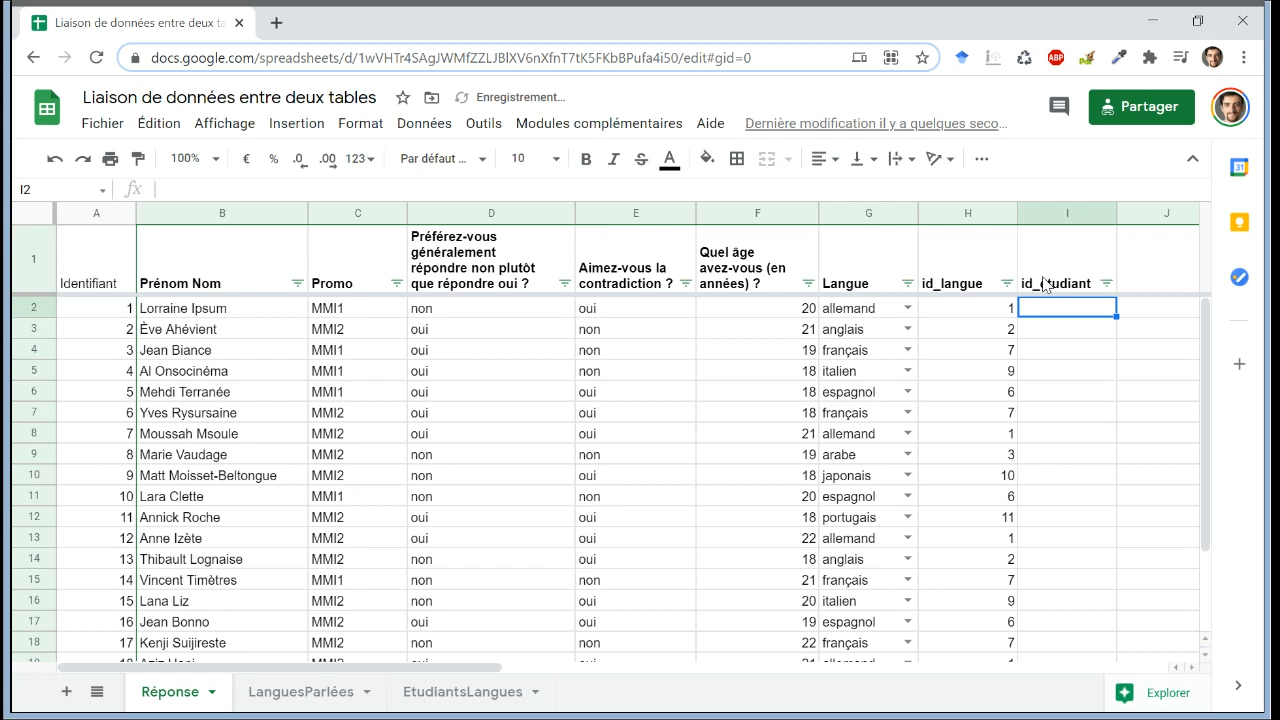 Liaison de données entre deux ta
docs.google.com/spreadsheets/d/1wVHTr4SAgJWMfZZLJBlXV6nXfnT7tK5FKbBPufa4i50/edit#gid=0
ABP
Liaison de données entre deux tables
Enregistrement…
Partager
Fichier Édition Affichage Insertion Format Données Outils Modules complémentaires Aide Dernière modification il y a quelques seco…
100% € % .0 .00 123 Par défaut ... 10 B I S A
31
I2 fx
A B C D E F G H I J
1 Identifiant Prénom Nom Promo Préférez-vous généralement répondre non plutôt que répondre oui ? Aimez-vous la contradiction ? Quel âge avez-vous (en années) ? Langue id_langue id_étudiant
2 1 Lorraine Ipsum MMI1 non oui 20 allemand 1
3 2 Ève Ahévient MMI2 oui non 21 anglais 2
4 3 Jean Biance MMI1 oui non 19 français 7
5 4 Al Onsocinéma MMI1 oui non 18 italien 9
6 5 Mehdi Terranée MMI1 oui oui 18 espagnol 6
7 6 Yves Rysursaine MMI2 oui oui 18 français 7
8 7 Moussah Msoule MMI2 oui oui 21 allemand 1
9 8 Marie Vaudage MMI2 non non 19 arabe 3
10 9 Matt Moisset-Beltongue MMI2 non oui 18 japonais 10
11 10 Lara Clette MMI1 non non 20 espagnol 6
12 11 Annick Roche MMI2 oui oui 18 portugais 11
13 12 Anne Izète MMI2 oui oui 22 allemand 1
14 13 Thibault Lognaise MMI2 non oui 18 anglais 2
15 14 Vincent Timètres MMI1 non non 21 français 7
16 15 Lana Liz MMI2 non oui 20 italien 9
17 16 Jean Bonno MMI2 oui oui 19 espagnol 6
18 17 Kenji Suijireste MMI2 non non 22 français 7
Réponse LanguesParlées EtudiantsLangues Explorer